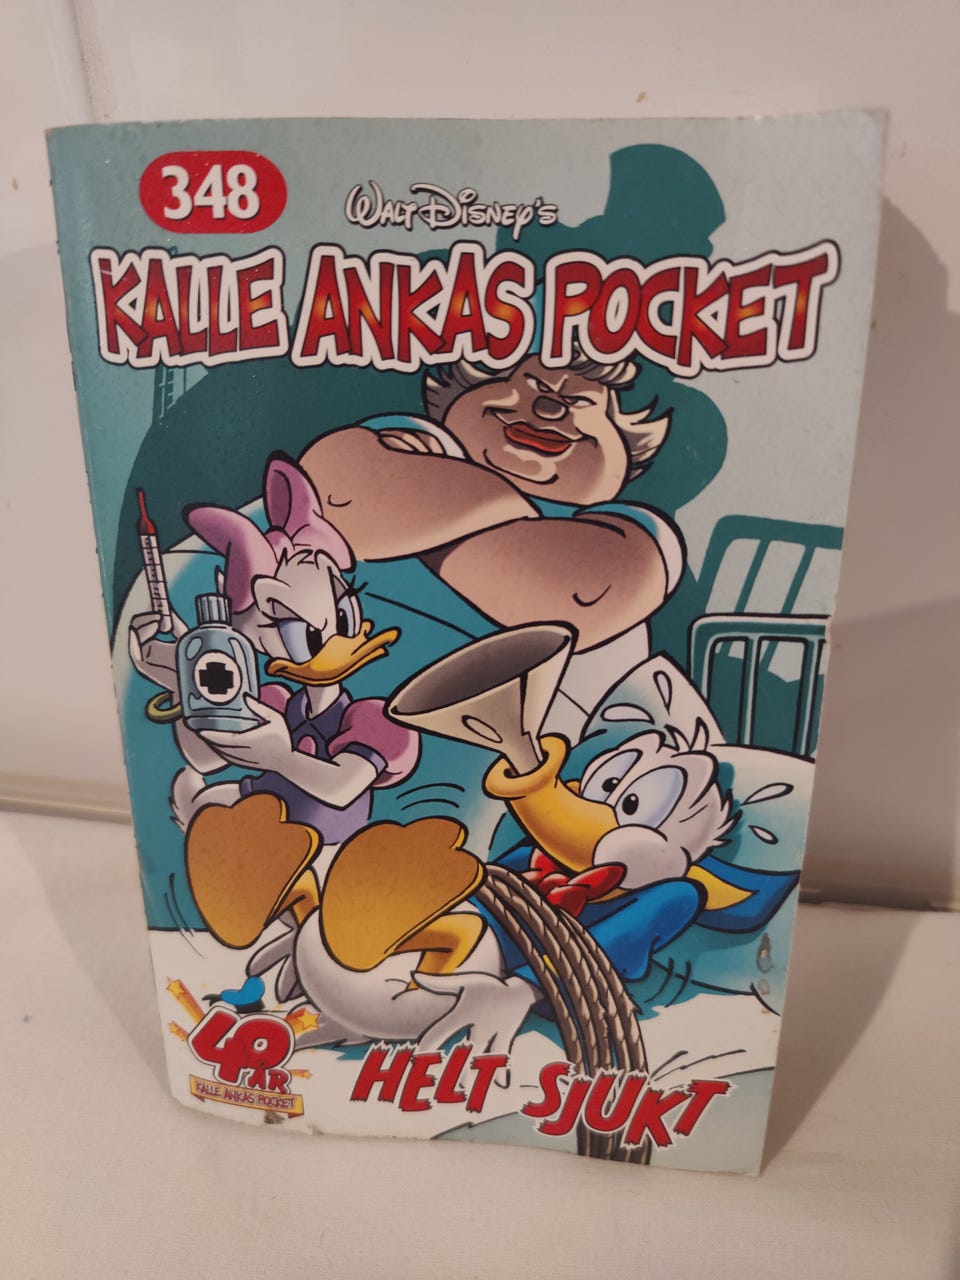 348
WALT DISNEY'S
KALLE ANKAS POCKET
40
ÅR
KALLE ANKAS POCKET
HELT SJUKT